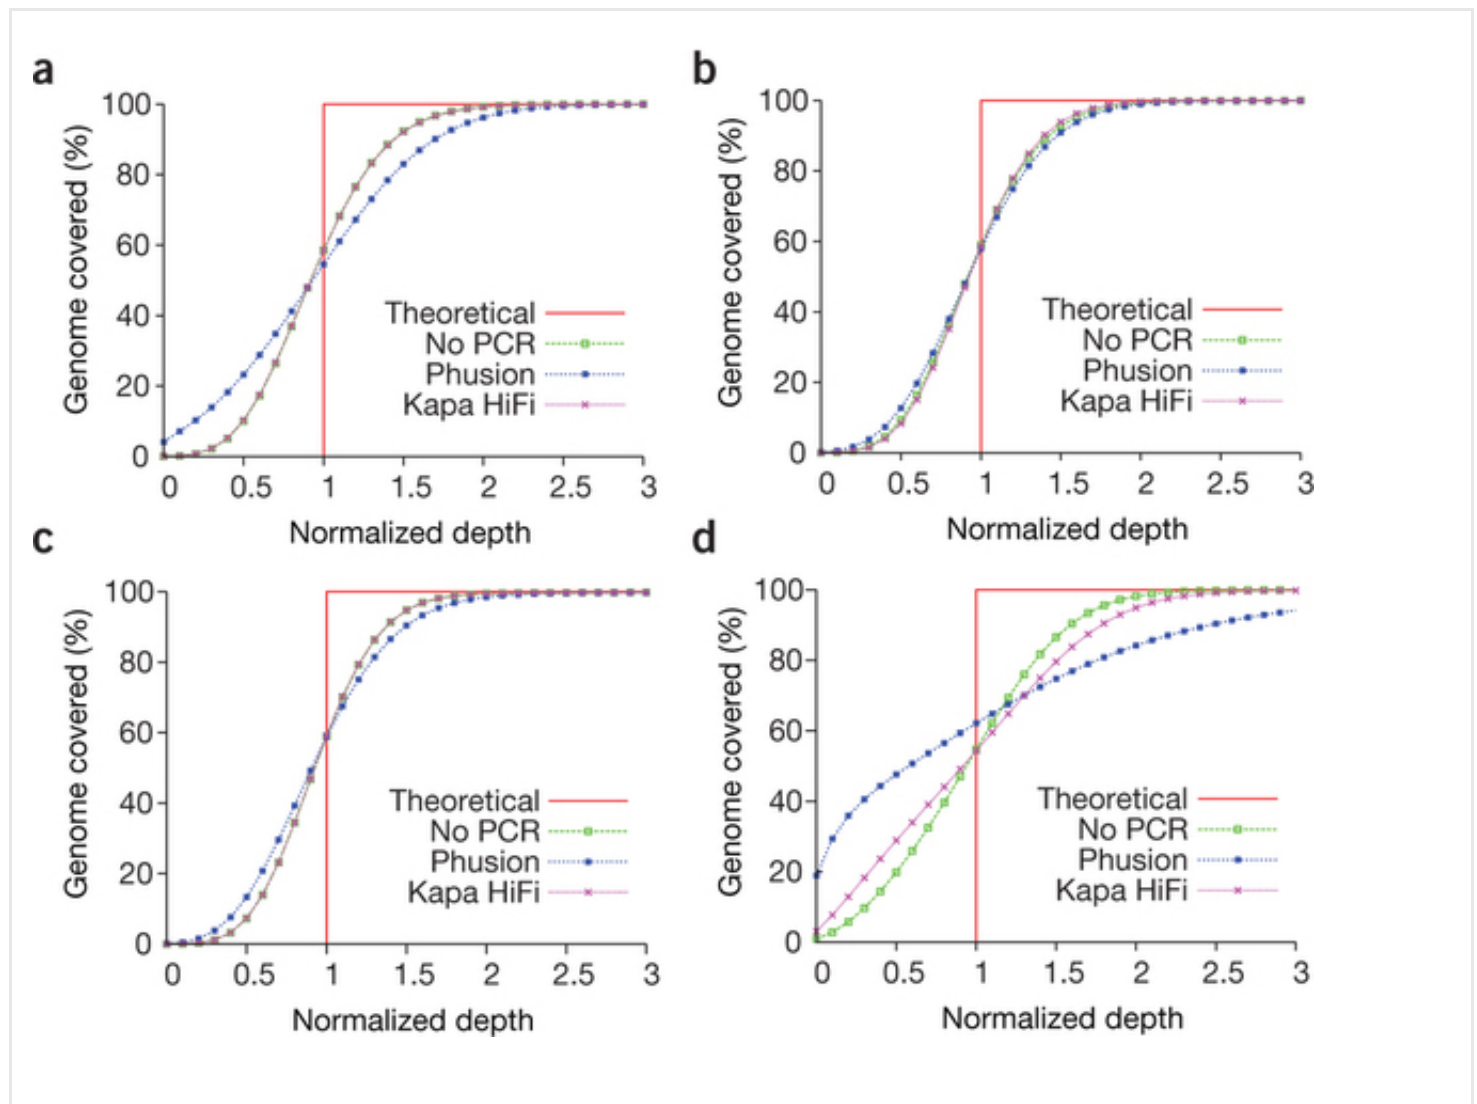 a
Genome covered (%)
100
80
60
40
20
0
Theoretical
No PCR
Phusion
Kapa HiFi
0 0.5 1 1.5 2 2.5 3
Normalized depth
b
Genome covered (%)
100
80
60
40
20
0
Theoretical
No PCR
Phusion
Kapa HiFi
0 0.5 1 1.5 2 2.5 3
Normalized depth
c
Genome covered (%)
100
80
60
40
20
0
Theoretical
No PCR
Phusion
Kapa HiFi
0 0.5 1 1.5 2 2.5 3
Normalized depth
d
Genome covered (%)
100
80
60
40
20
0
Theoretical
No PCR
Phusion
Kapa HiFi
0 0.5 1 1.5 2 2.5 3
Normalized depth